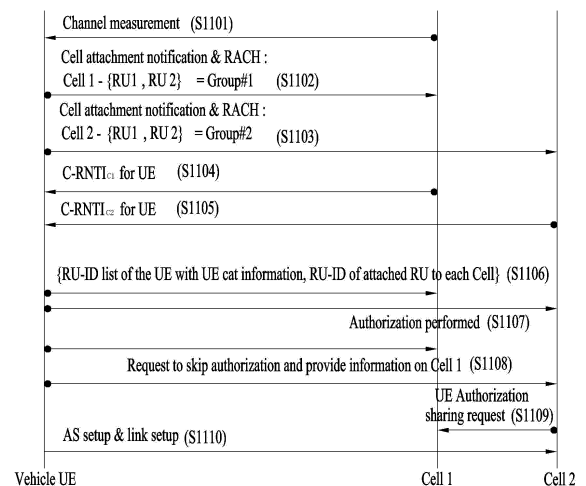 Channel measurement (S1101)
Cell attachment notification & RACH :
Cell 1 - {RU1 , RU 2} = Group#1 (S1102)
Cell attachment notification & RACH :
Cell 2 - {RU1 , RU 2} = Group#2 (S1103)
C-RNTIC1 for UE (S1104)
C-RNTIC2 for UE (S1105)
{RU-ID list of the UE with UE cat information, RU-ID of attached RU to each Cell} (S1106)
Authorization performed (S1107)
Request to skip authorization and provide information on Cell 1 (S1108)
UE Authorization
sharing request (S1109)
AS setup & link setup (S1110)
Vehicle UE Cell 1 Cell 2